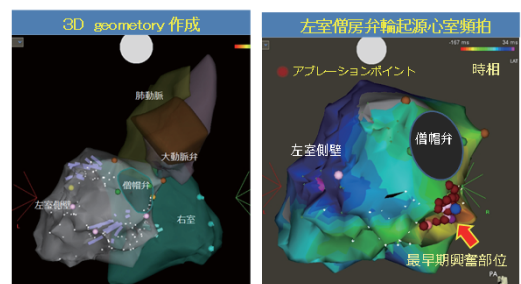 3D geometory 作成
肺動脈
大動脈弁
僧帽弁
左室側壁
右室
左室僧房弁輪起源心室頻拍
-167 ms
34 ms
LAT
アブレーションポイント
時相
僧帽弁
左室側壁
最早期興奮部位
PA